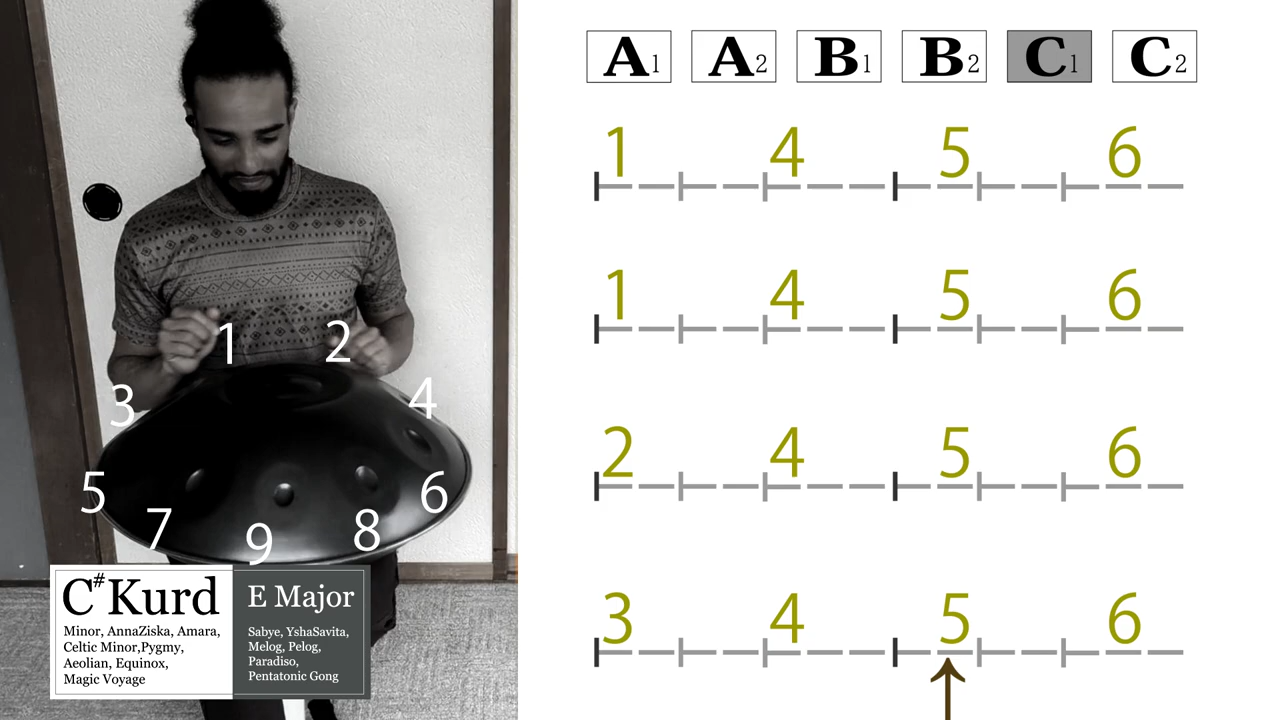 A1 A2 B1 B2 C1 C2
1 4 5 6
1 4 5 6
2 4 5 6
3 4 5 6
1 2
3 4
5 6
7 9 8
C#Kurd
Minor, AnnaZiska, Amara,
Celtic Minor,Pygmy,
Aeolian, Equinox,
Magic Voyage
E Major
Sabye, YshaSavita,
Melog, Pelog,
Paradiso,
Pentatonic Gong